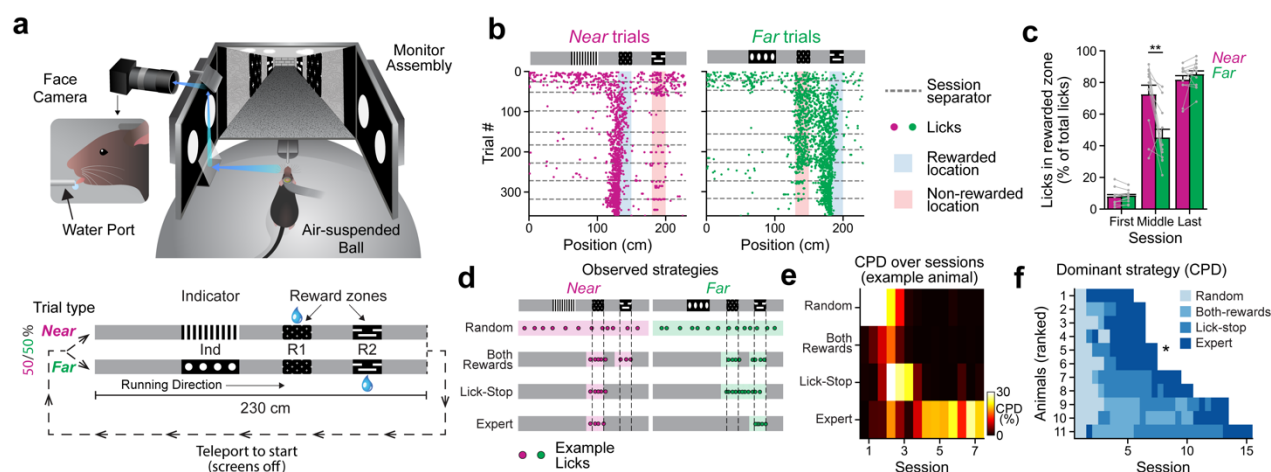 a
Face
Camera
Monitor
Assembly
Water Port
Air-suspended
Ball
Trial type
Indicator
Reward zones
Near
Far
50/50%
Ind
R1
R2
Running Direction
230 cm
Teleport to start
(screens off)
b
Near trials
Far trials
Trial #
0
100
200
300
0
100
200
Position (cm)
0
100
200
Position (cm)
Session
separator
Licks
Rewarded
location
Non-rewarded
location
c
Licks in rewarded zone
(% of total licks)
100
80
60
40
20
0
**
Near
Far
First
Middle
Last
Session
d
Observed strategies
Near
Far
Random
Both
Rewards
Lick-Stop
Expert
Example
Licks
e
CPD over sessions
(example animal)
Random
Both
Rewards
Lick-Stop
Expert
1
3
5
7
Session
30
CPD
(%)
0
f
Dominant strategy (CPD)
Animals (ranked)
1
2
3
4
5
6
7
8
9
10
11
Random
Both-rewards
Lick-stop
Expert
*
5
10
15
Session